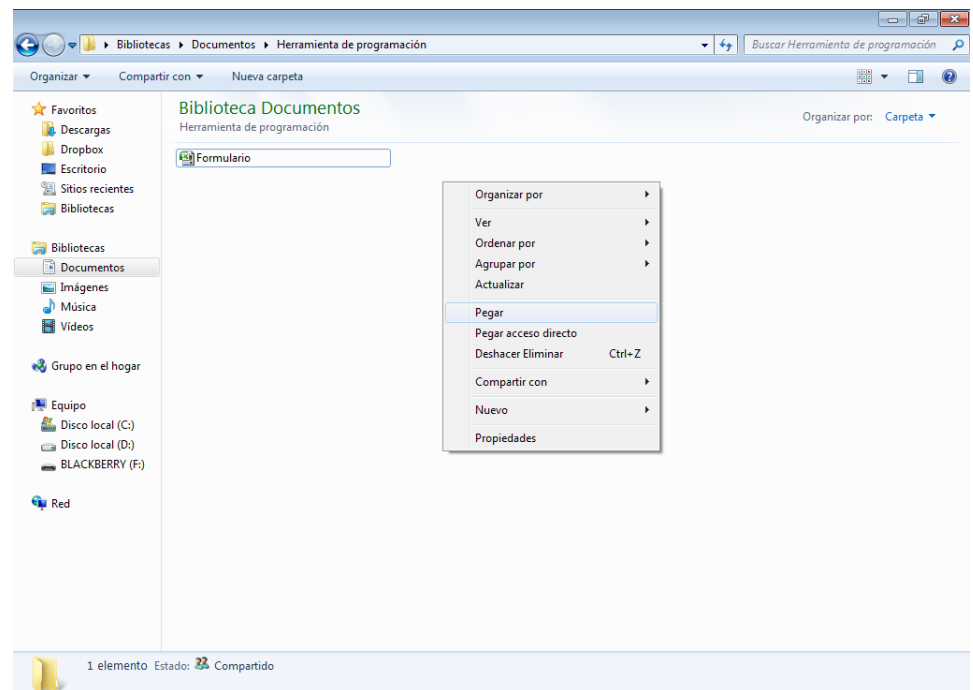 Bibliotecas Documentos Herramienta de programación
Buscar Herramienta de programación
Organizar Compartir con Nueva carpeta
Favoritos
Descargas
Dropbox
Escritorio
Sitios recientes
Bibliotecas
Bibliotecas
Documentos
Imágenes
Música
Vídeos
Grupo en el hogar
Equipo
Disco local (C:)
Disco local (D:)
BLACKBERRY (F:)
Red
Biblioteca Documentos
Herramienta de programación
Organizar por: Carpeta
Formulario
Organizar por
Ver
Ordenar por
Agrupar por
Actualizar
Pegar
Pegar acceso directo
Deshacer Eliminar Ctrl+Z
Compartir con
Nuevo
Propiedades
1 elemento Estado: Compartido